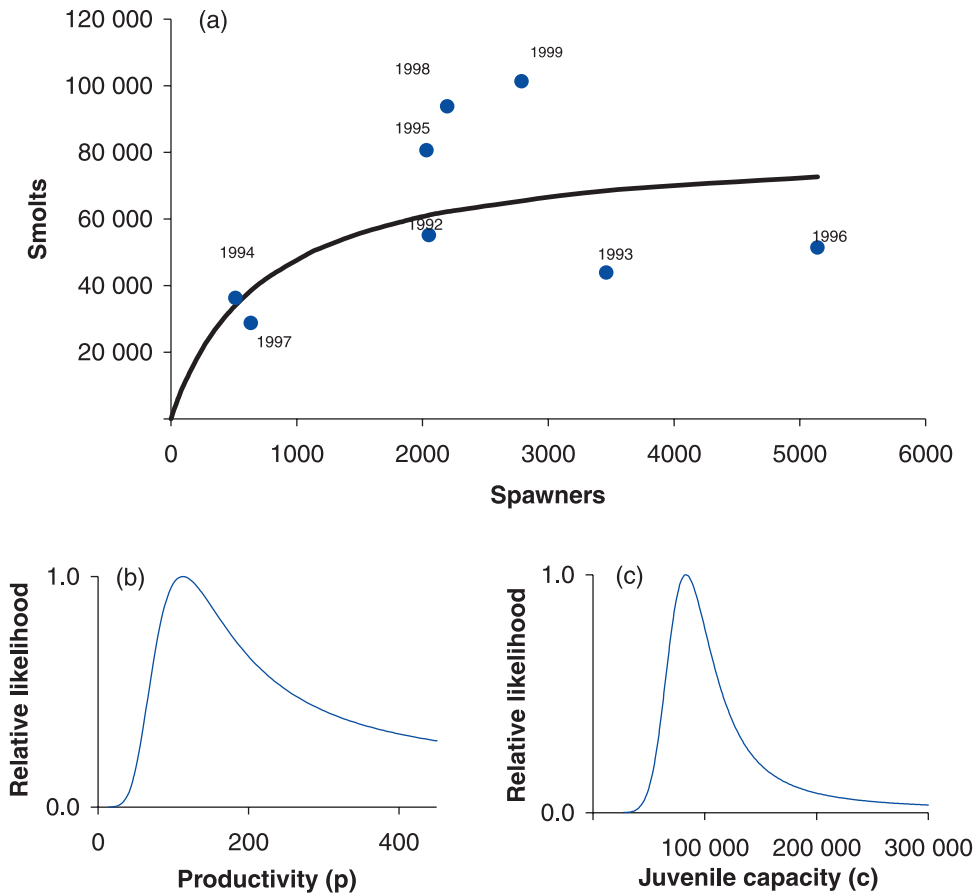 (a)
120 000
100 000
80 000
60 000
40 000
20 000
Smolts
1998
1999
1995
1992
1993
1996
1994
1997
0 1000 2000 3000 4000 5000 6000
Spawners
(b)
1.0
0.0
Relative likelihood
0 200 400
Productivity (p)
(c)
1.0
0.0
Relative likelihood
100 000 200 000 300 000
Juvenile capacity (c)